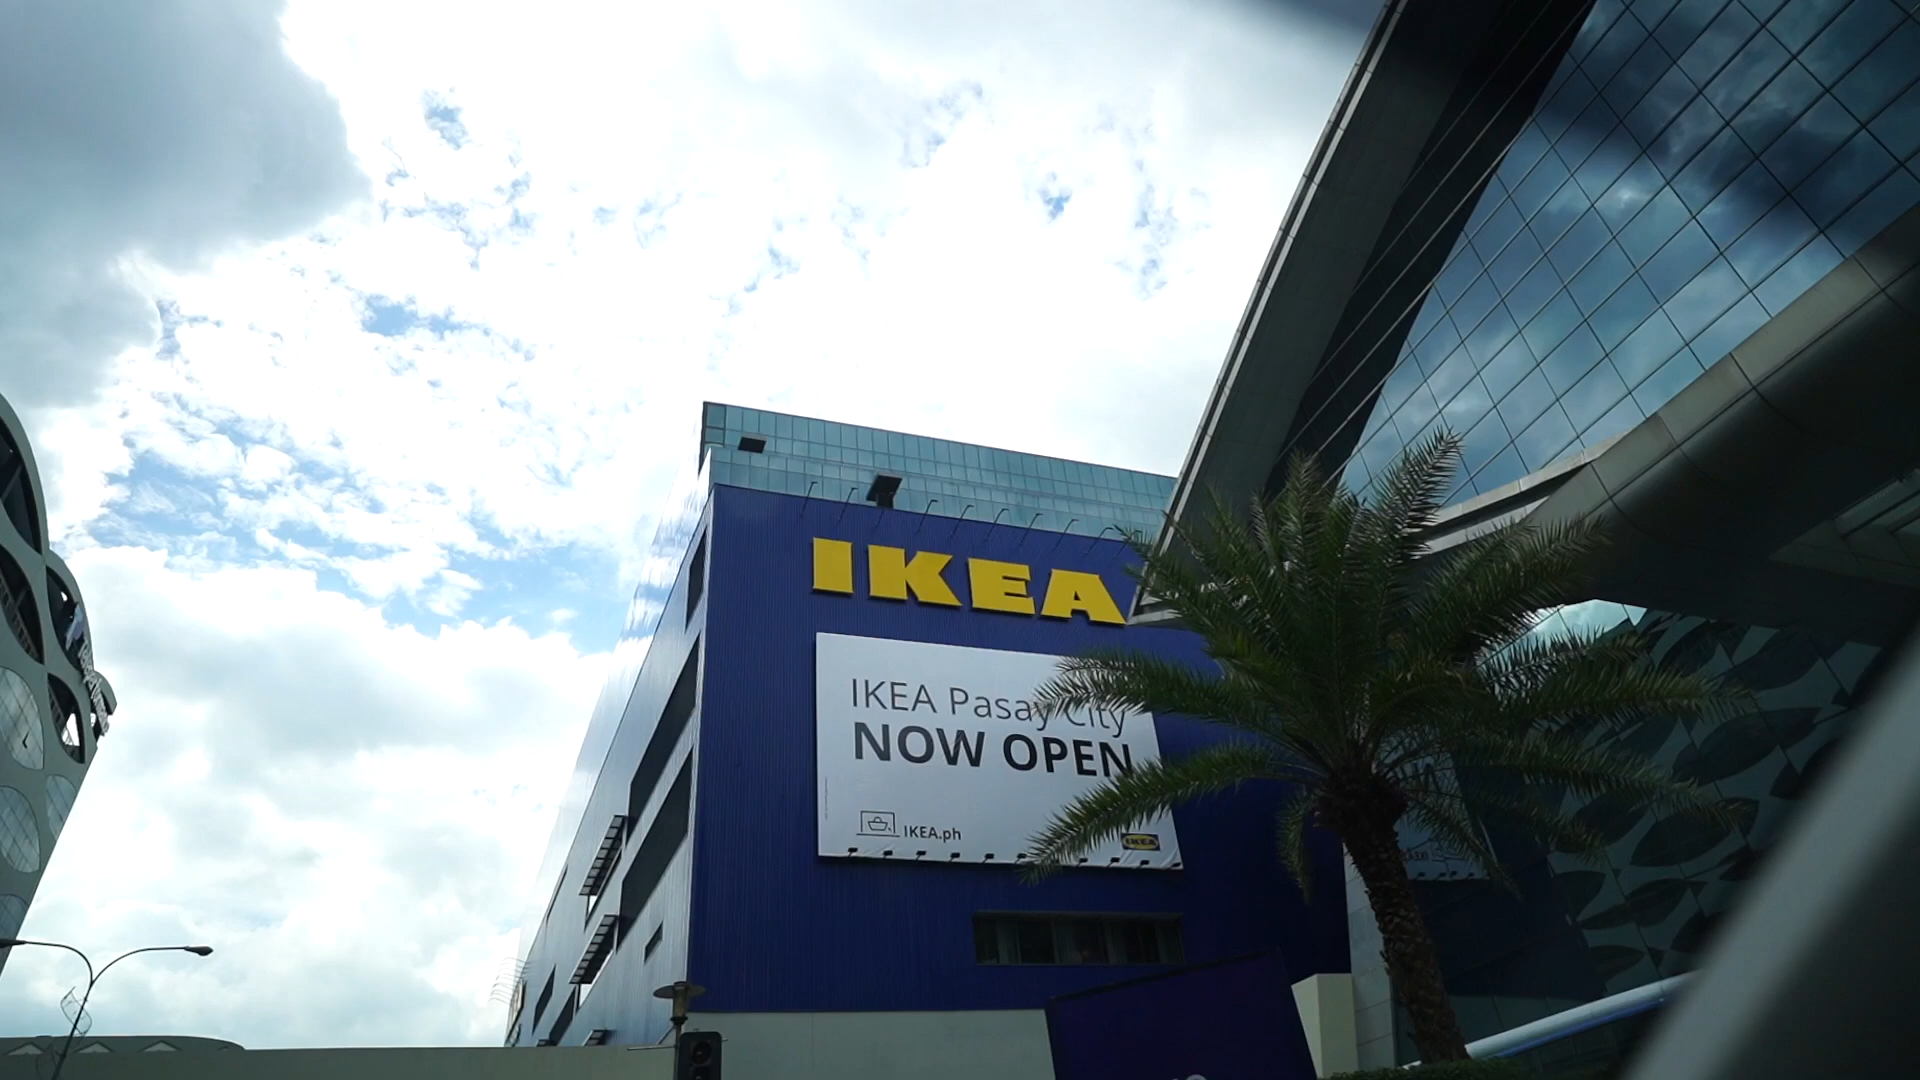 IKEA
IKEA Pasay City
NOW OPEN
IKEA.ph
IKEA